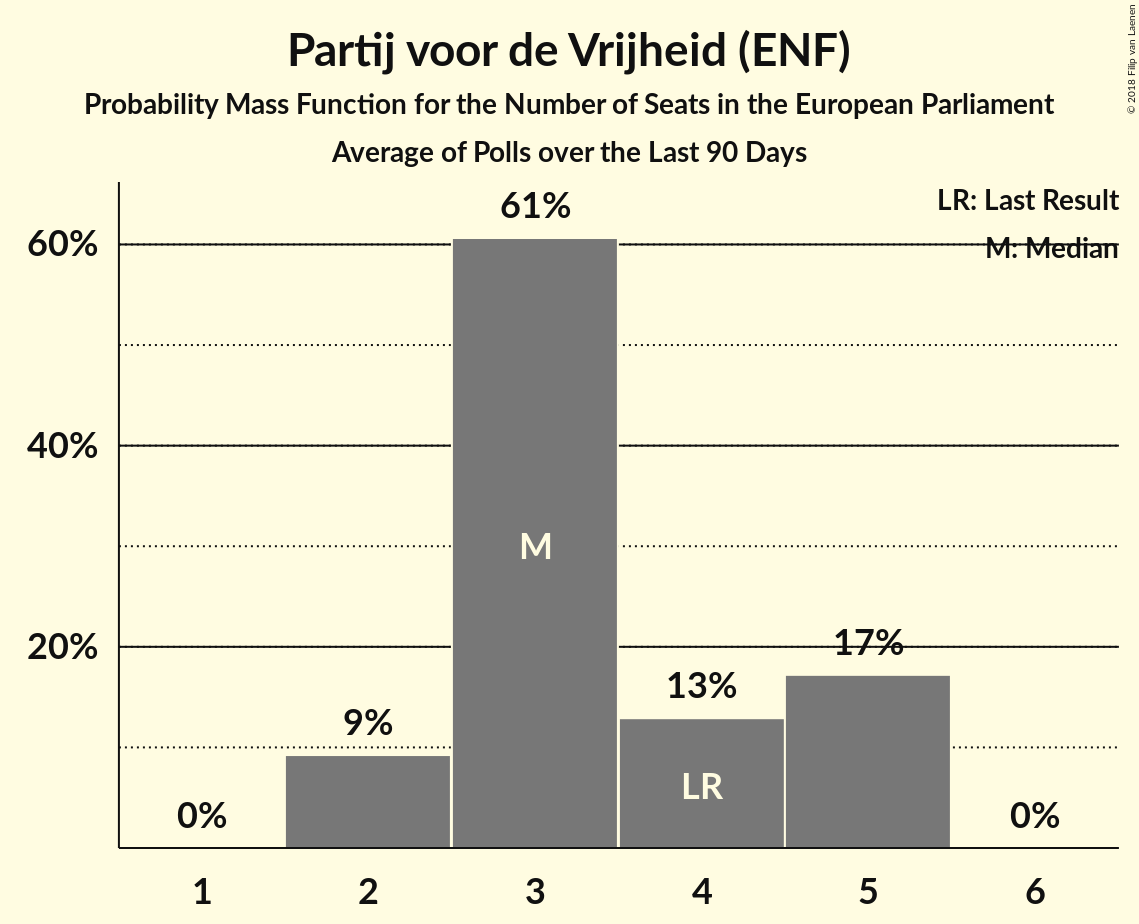 Partij voor de Vrijheid (ENF)
Probability Mass Function for the Number of Seats in the European Parliament
Average of Polls over the Last 90 Days
© 2018 Filip van Laenen
LR: Last Result
M: Median
61%
60%
40%
M
20%
17%
13%
9%
LR
0%
0%
1 2 3 4 5 6